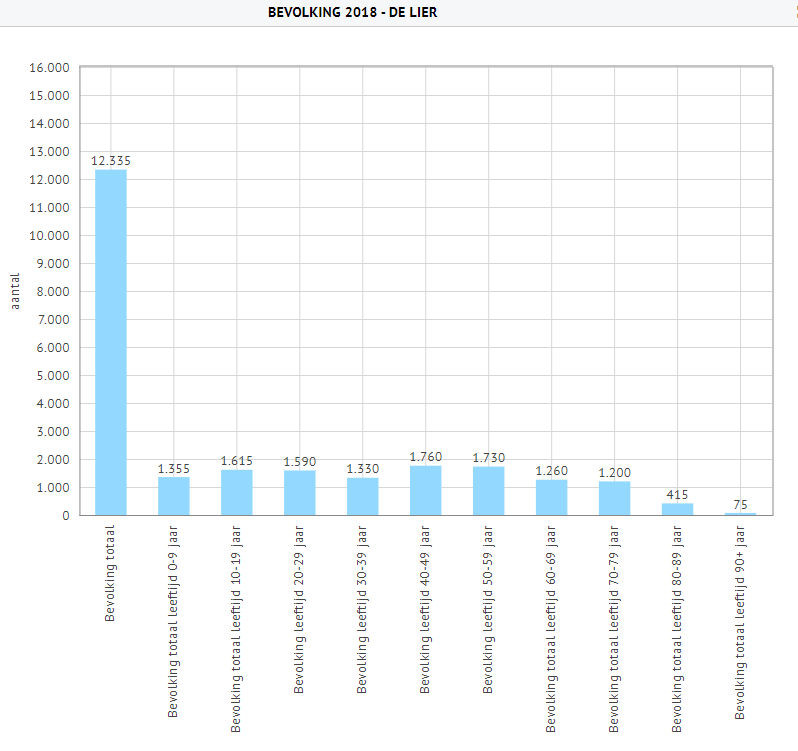 BEVOLKING 2018 - DE LIER
16.000
15.000
14.000
13.000
12.000
11.000
10.000
9.000
8.000
7.000
6.000
5.000
4.000
3.000
2.000
1.000
0
aantal
12.335
1.355
1.615
1.590
1.330
1.760
1.730
1.260
1.200
415
75
Bevolking totaal
Bevolking totaal leeftijd 0-9 jaar
Bevolking totaal leeftijd 10-19 jaar
Bevolking leeftijd 20-29 jaar
Bevolking leeftijd 30-39 jaar
Bevolking leeftijd 40-49 jaar
Bevolking leeftijd 50-59 jaar
Bevolking totaal leeftijd 60-69 jaar
Bevolking totaal leeftijd 70-79 jaar
Bevolking totaal leeftijd 80-89 jaar
Bevolking totaal leeftijd 90+ jaar